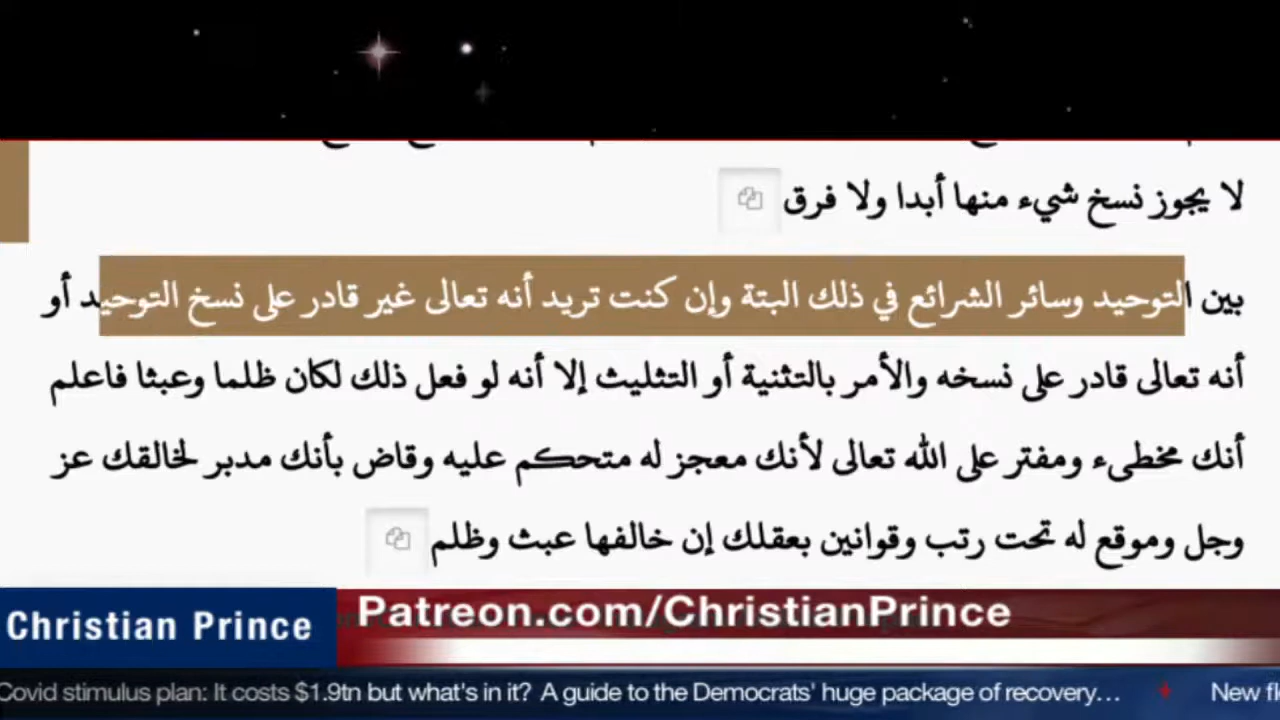 لا يجوز نسخ شيء منها أبدا ولا فرق
بين التوحيد وسائر الشرائع في ذلك البتة وإن كنت تريد أنه تعالى غير قادر على نسخ التوحيد أو
أنه تعالى قادر على نسخه والأمر بالتثنية أو التثليث إلا أنه لو فعل ذلك لكان ظلما وعبثا فاعلم
أنك مخطىء ومفتر على الله تعالى لأنك معجز له متحكم عليه وقاض بأنك مدبر لخالقك عز
وجل وموقع له تحت رتب وقوانين بعقلك إن خالفها عبث وظلم
Christian Prince
Patreon.com/ChristianPrince
Covid stimulus plan: It costs $1.9tn but what's in it? A guide to the Democrats' huge package of recovery… New